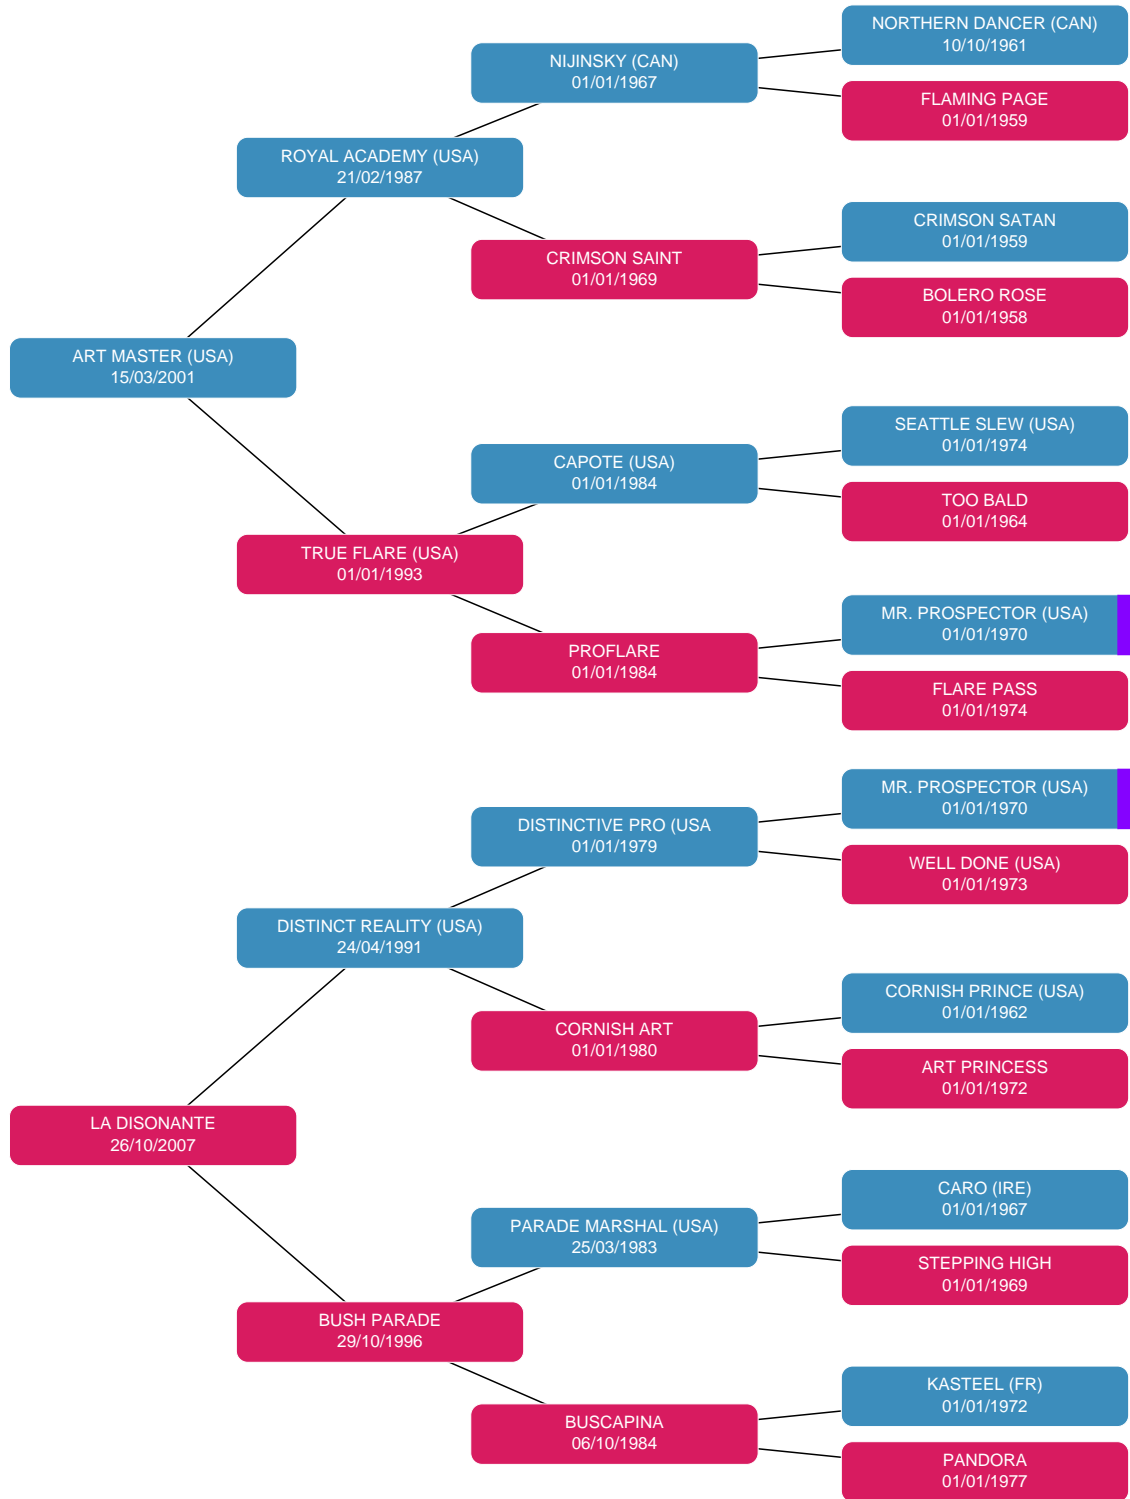 NORTHERN DANCER (CAN)
10/10/1961
NIJINSKY (CAN)
01/01/1967
FLAMING PAGE
01/01/1959
ROYAL ACADEMY (USA)
21/02/1987
CRIMSON SATAN
01/01/1959
CRIMSON SAINT
01/01/1969
BOLERO ROSE
01/01/1958
ART MASTER (USA)
15/03/2001
SEATTLE SLEW (USA)
01/01/1974
CAPOTE (USA)
01/01/1984
TOO BALD
01/01/1964
TRUE FLARE (USA)
01/01/1993
MR. PROSPECTOR (USA)
01/01/1970
PROFLARE
01/01/1984
FLARE PASS
01/01/1974
MR. PROSPECTOR (USA)
01/01/1970
DISTINCTIVE PRO (USA
01/01/1979
WELL DONE (USA)
01/01/1973
DISTINCT REALITY (USA)
24/04/1991
CORNISH PRINCE (USA)
01/01/1962
CORNISH ART
01/01/1980
ART PRINCESS
01/01/1972
LA DISONANTE
26/10/2007
CARO (IRE)
01/01/1967
PARADE MARSHAL (USA)
25/03/1983
STEPPING HIGH
01/01/1969
BUSH PARADE
29/10/1996
KASTEEL (FR)
01/01/1972
BUSCAPINA
06/10/1984
PANDORA
01/01/1977